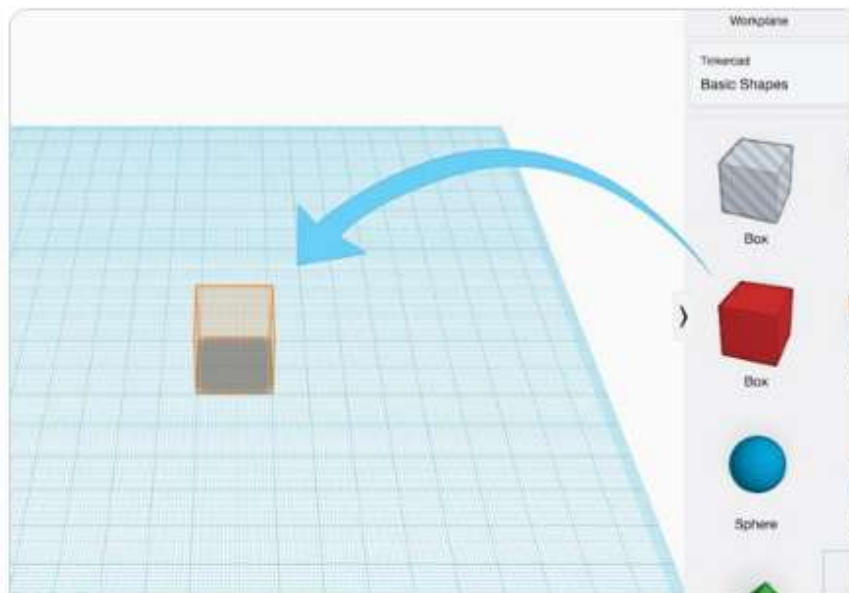 Workplane
Tinkercad
Basic Shapes
Box
Box
Sphere